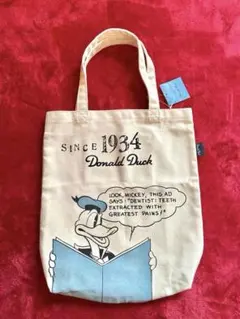 SINCE 1934
Donald Duck
LOOK, MICKEY, THIS AD
SAYS: "DENTIST: TEETH
EXTRACTED WITH
GREATEST PAINS!"